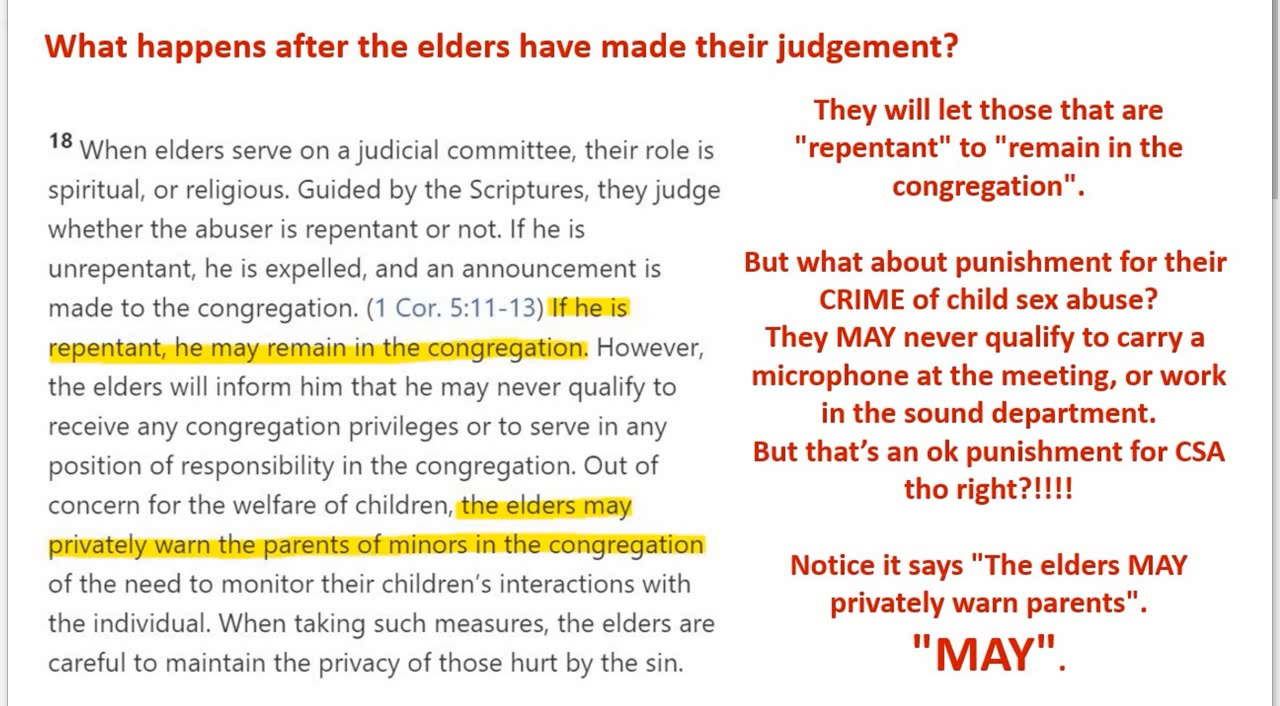 What happens after the elders have made their judgement?
18 When elders serve on a judicial committee, their role is
spiritual, or religious. Guided by the Scriptures, they judge
whether the abuser is repentant or not. If he is
unrepentant, he is expelled, and an announcement is
made to the congregation. (1 Cor. 5:11-13) If he is
repentant, he may remain in the congregation. However,
the elders will inform him that he may never qualify to
receive any congregation privileges or to serve in any
position of responsibility in the congregation. Out of
concern for the welfare of children, the elders may
privately warn the parents of minors in the congregation
of the need to monitor their children’s interactions with
the individual. When taking such measures, the elders are
careful to maintain the privacy of those hurt by the sin.
They will let those that are
"repentant" to "remain in the
congregation".
But what about punishment for their
CRIME of child sex abuse?
They MAY never qualify to carry a
microphone at the meeting, or work
in the sound department.
But that’s an ok punishment for CSA
tho right?!!!!
Notice it says "The elders MAY
privately warn parents".
"MAY".